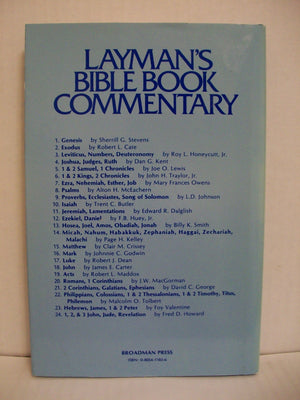 LAYMAN'S
BIBLE BOOK
COMMENTARY
1. Genesis by Sherrill G. Stevens
2. Exodus by Robert L. Cate
3. Leviticus, Numbers, Deuteronomy by Roy L. Honeycutt, Jr.
4. Joshua, Judges, Ruth by Dan G. Kent
5. 1 & 2 Samuel, 1 Chronicles by Joe O. Lewis
6. 1 & 2 Kings, 2 Chronicles by John H. Traylor, Jr.
7. Ezra, Nehemiah, Esther, Job by Mary Frances Owens
8. Psalms by Alton H. McEachern
9. Proverbs, Ecclesiastes, Song of Solomon by L.D. Johnson
10. Isaiah by Trent C. Butler
11. Jeremiah, Lamentations by Edward R. Dalglish
12. Ezekiel, Daniel by F.B. Huey, Jr.
13. Hosea, Joel, Amos, Obadiah, Jonah by Billy K. Smith
14. Micah, Nahum, Habakkuk, Zephaniah, Haggai, Zechariah,
Malachi by Page H. Kelley
15. Matthew by Clair M. Crissey
16. Mark by Johnnie C. Godwin
17. Luke by Robert J. Dean
18. John by James E. Carter
19. Acts by Robert L. Maddox
20. Romans, 1 Corinthians by J.W. MacGorman
21. 2 Corinthians, Galatians, Ephesians by David C. George
22. Philippians, Colossians, 1 & 2 Thessalonians, 1 & 2 Timothy, Titus,
Philemon by Malcolm O. Tolbert
23. Hebrews, James, 1 & 2 Peter by Fos Valentine
24. 1, 2, & 3 John, Jude, Revelation by Fred D. Howard
BROADMAN PRESS